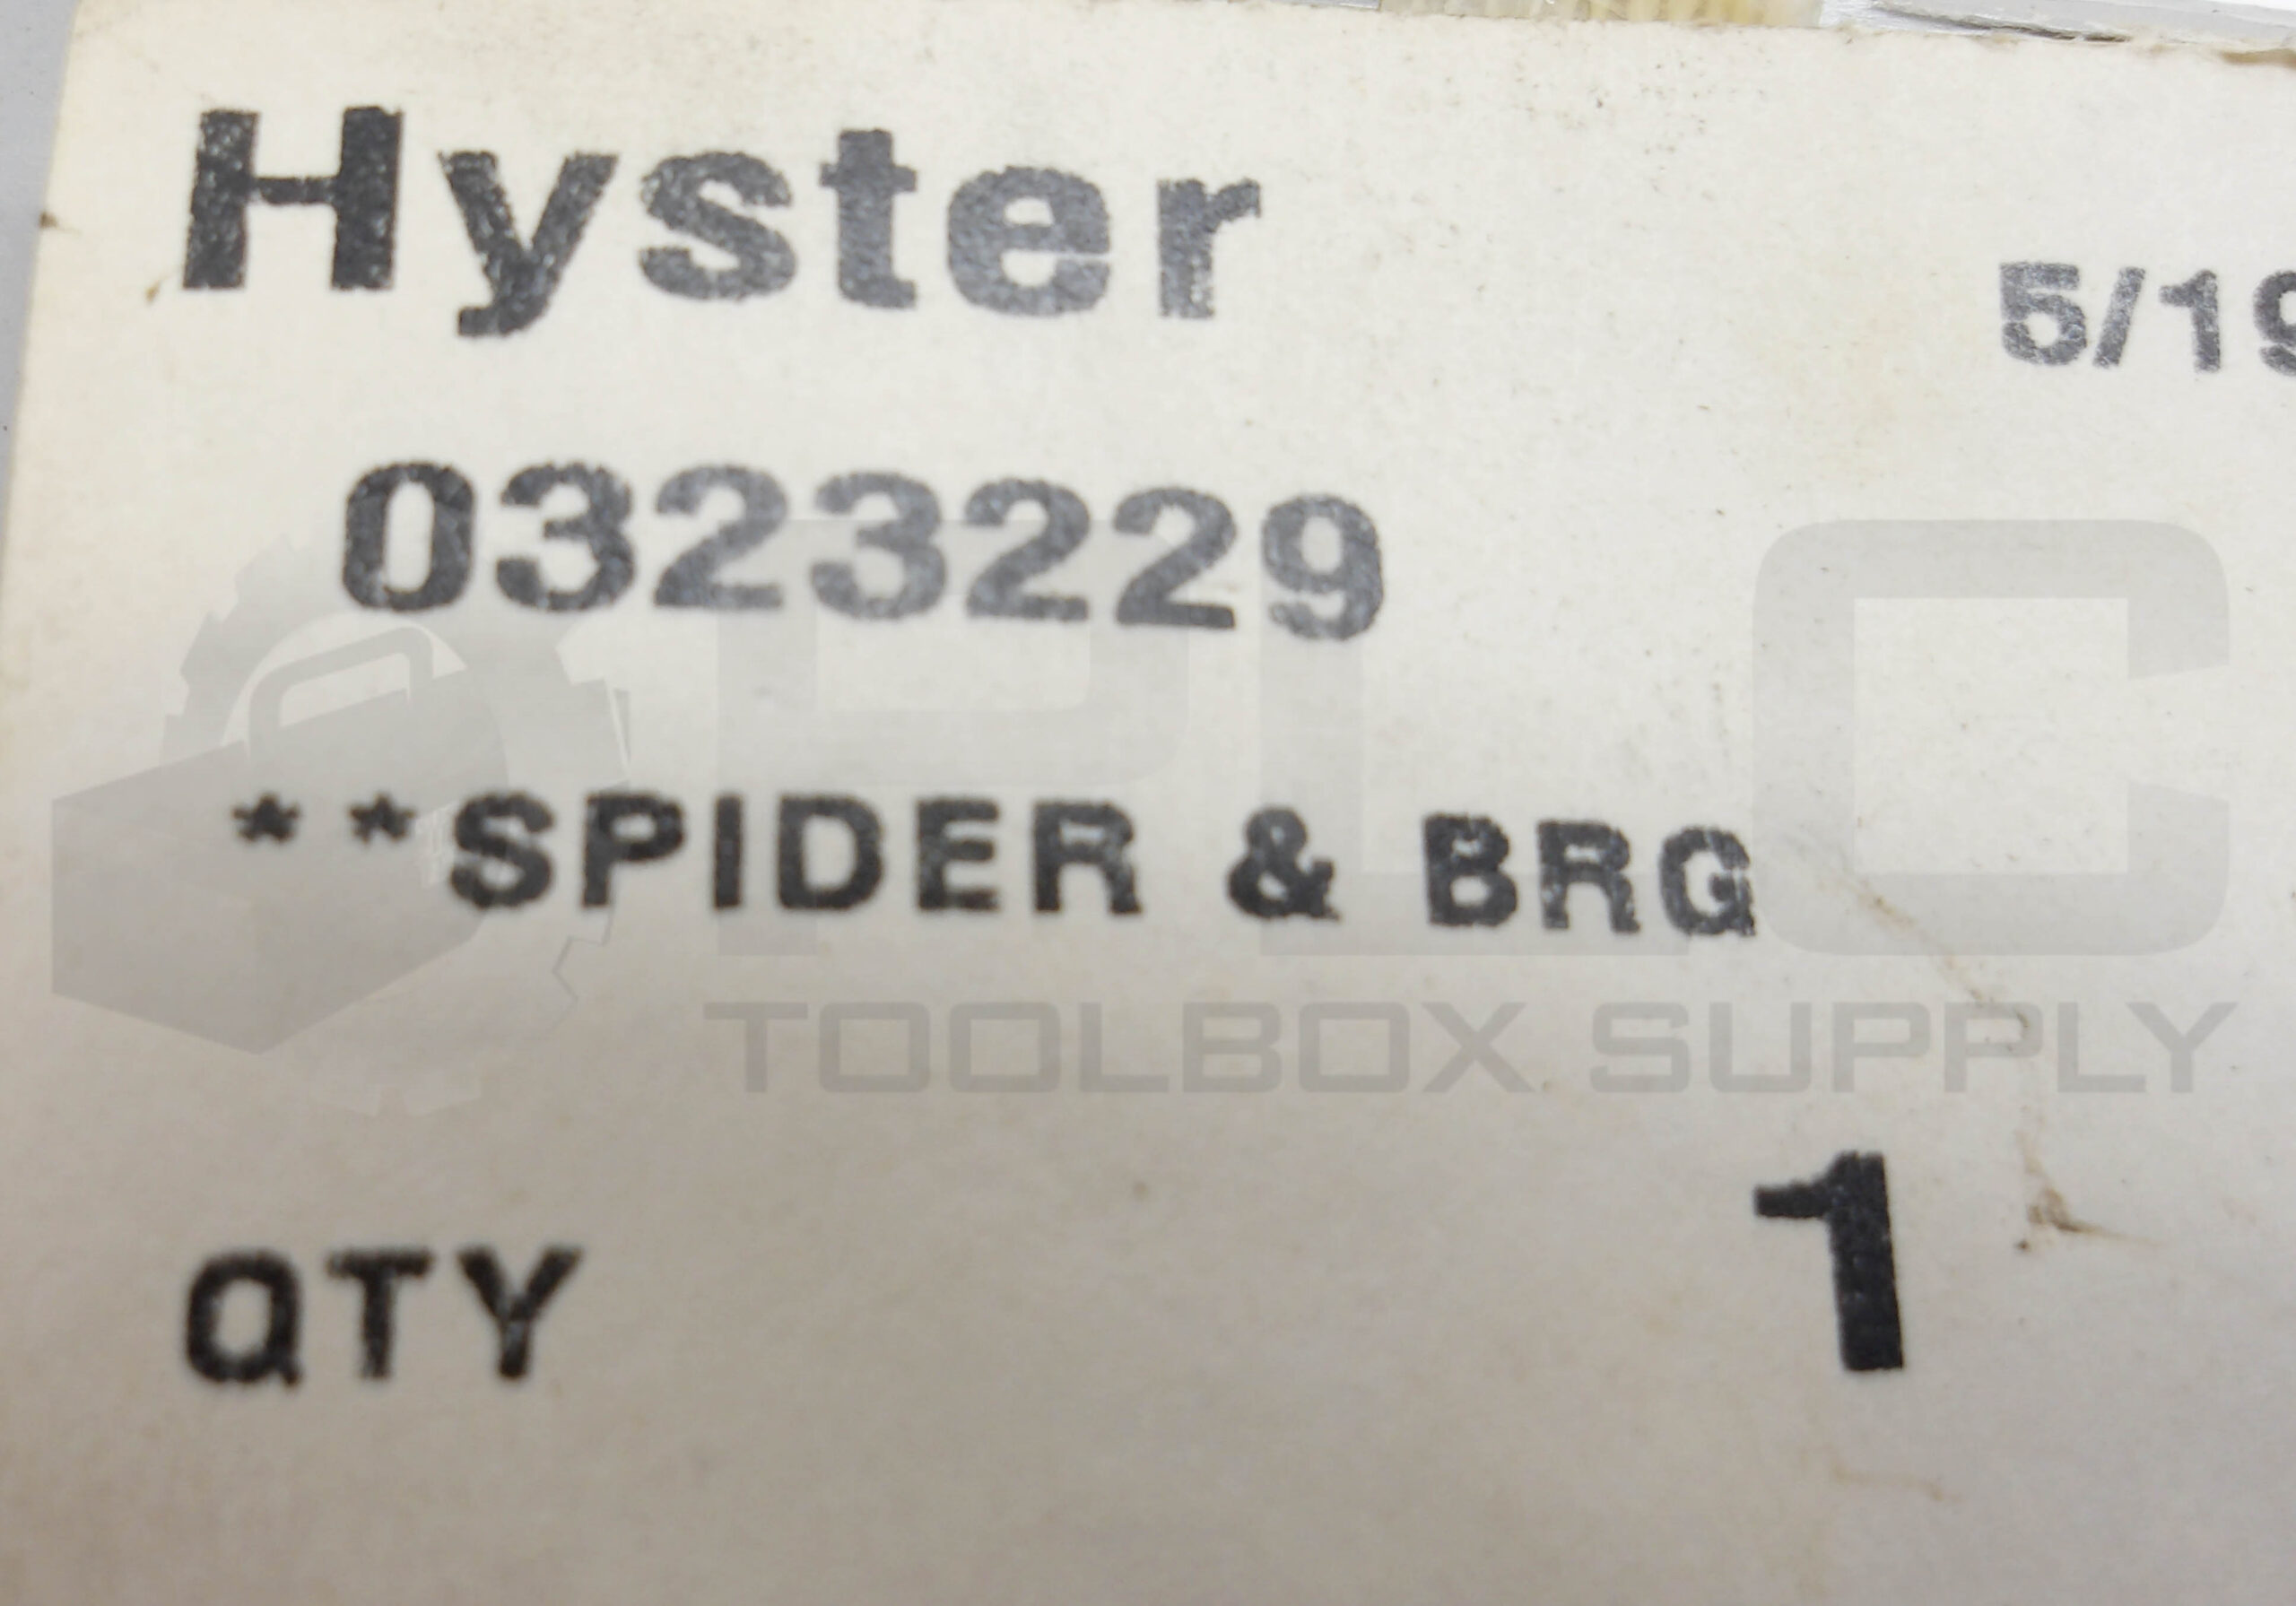 Hyster
5/19
0323229
**SPIDER & BRG
PLC
TOOLBOX SUPPLY
QTY 1